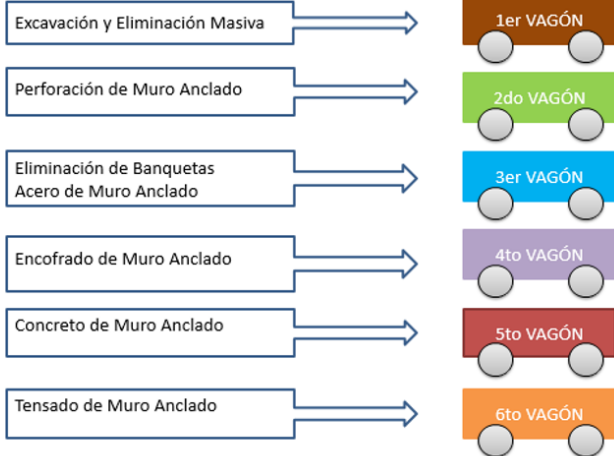 Excavación y Eliminación Masiva
1er VAGÓN
Perforación de Muro Anclado
2do VAGÓN
Eliminación de Banquetas
Acero de Muro Anclado
3er VAGÓN
Encofrado de Muro Anclado
4to VAGÓN
Concreto de Muro Anclado
5to VAGÓN
Tensado de Muro Anclado
6to VAGÓN